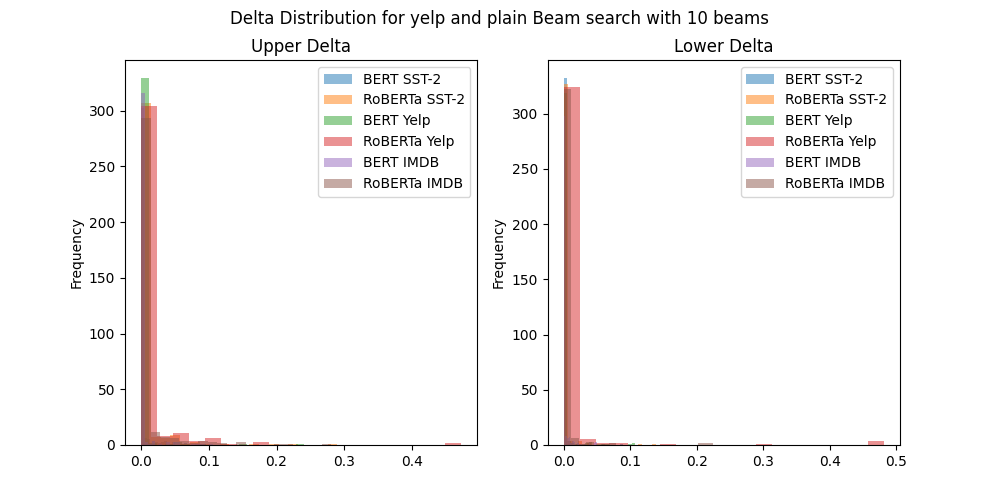 Delta Distribution for yelp and plain Beam search with 10 beams
Upper Delta
Frequency
300
250
200
150
100
50
0
0.0 0.1 0.2 0.3 0.4
BERT SST-2
RoBERTa SST-2
BERT Yelp
RoBERTa Yelp
BERT IMDB
RoBERTa IMDB
Lower Delta
Frequency
300
250
200
150
100
50
0
0.0 0.1 0.2 0.3 0.4 0.5
BERT SST-2
RoBERTa SST-2
BERT Yelp
RoBERTa Yelp
BERT IMDB
RoBERTa IMDB